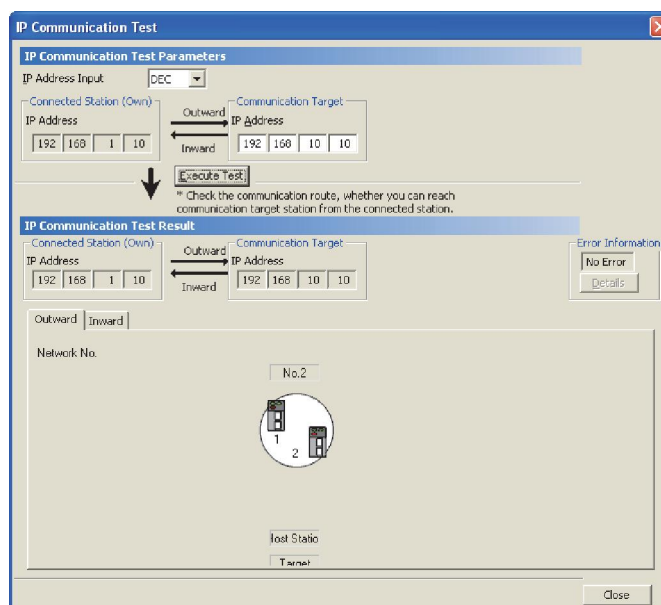 IP Communication Test
IP Communication Test Parameters
IP Address Input DEC
Connected Station (Own) Outward Communication Target
IP Address IP Address
192 168 1 10 Inward 192 168 10 10
Execute Test
* Check the communication route, whether you can reach
communication target station from the connected station.
IP Communication Test Result
Connected Station (Own) Outward Communication Target Error Information
IP Address IP Address No Error
192 168 1 10 Inward 192 168 10 10 Details
Outward Inward
Network No.
No.2
1
2
lost Statio
Target
Close